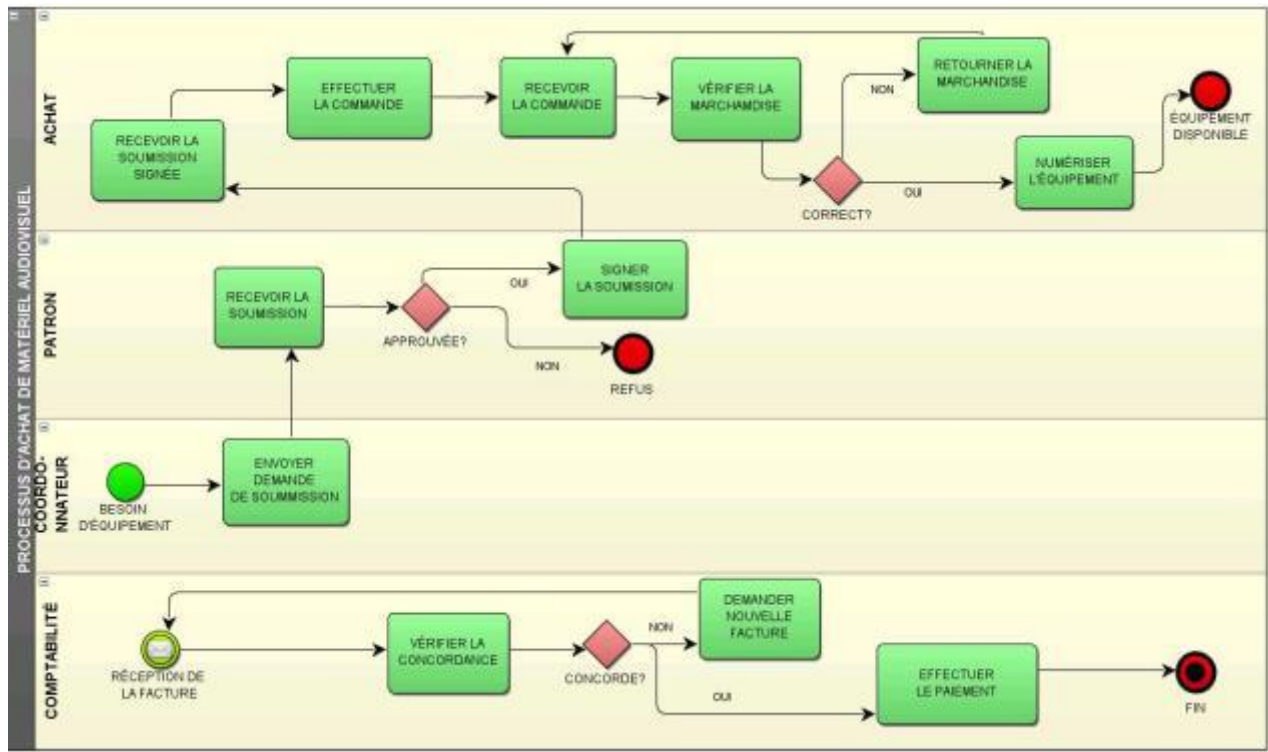 PROCESSUS D'ACHAT DE MATÉRIEL AUDIOVISUEL
ACHAT
RECEVOIR LA
SOUMISSION
SIGNÉE
EFFECTUER
LA COMMANDE
RECEVOIR
LA COMMANDE
VÉRIFIER LA
MARCHAMDISE
CORRECT?
NON
RETOURNER LA
MARCHANDISE
OUI
NUMÉRISER
L'ÉQUIPEMENT
ÉQUIPEMENT
DISPONIBLE
PATRON
RECEVOIR LA
SOUMISSION
APPROUVÉE?
OUI
SIGNER
LA SOUMISSION
NON
REFUS
COORDO-
NNATEUR
BESOIN
D'ÉQUIPEMENT
ENVOYER
DEMANDE
DE SOUMMISSION
COMPTABILITÉ
RÉCEPTION DE
LA FACTURE
VÉRIFIER LA
CONCORDANCE
CONCORDE?
NON
DEMANDER
NOUVELLE
FACTURE
OUI
EFFECTUER
LE PAIEMENT
FIN